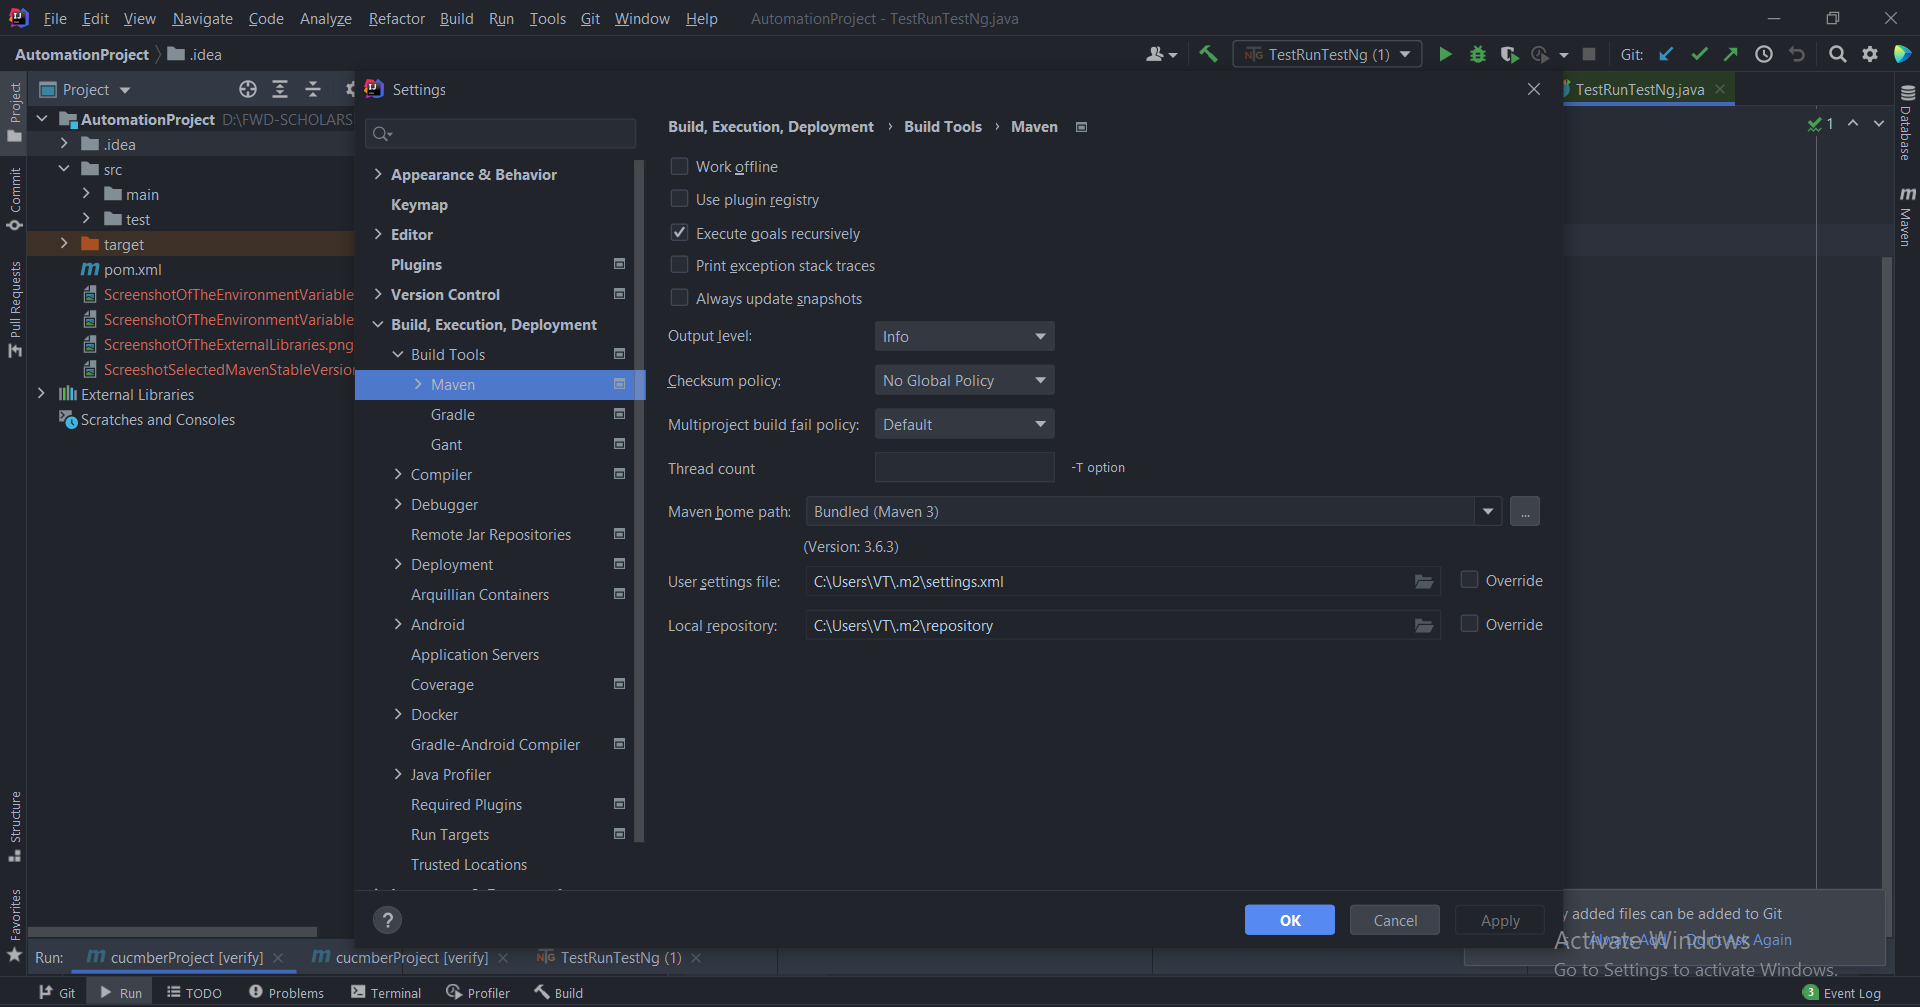 File Edit View Navigate Code Analyze Refactor Build Run Tools Git Window Help AutomationProject - TestRunTestNg.java
AutomationProject .idea TestRunTestNg (1) Git:
Project
Settings
TestRunTestNg.java
AutomationProject D:\FWD-SCHOLARS
.idea
src
main
test
target
pom.xml
ScreenshotOfTheEnvironmentVariable
ScreenshotOfTheEnvironmentVariable
ScreenshotOfTheExternalLibraries.png
ScreeshotSelectedMavenStableVersion
External Libraries
Scratches and Consoles
Project
Commit
Pull Requests
Structure
Favorites
Appearance & Behavior
Keymap
Editor
Plugins
Version Control
Build, Execution, Deployment
Build Tools
Maven
Gradle
Gant
Compiler
Debugger
Remote Jar Repositories
Deployment
Arquillian Containers
Android
Application Servers
Coverage
Docker
Gradle-Android Compiler
Java Profiler
Required Plugins
Run Targets
Trusted Locations
Build, Execution, Deployment › Build Tools › Maven
Work offline
Use plugin registry
Execute goals recursively
Print exception stack traces
Always update snapshots
Output level: Info
Checksum policy: No Global Policy
Multiproject build fail policy: Default
Thread count -T option
Maven home path: Bundled (Maven 3) ...
(Version: 3.6.3)
User settings file: C:\Users\VT\.m2\settings.xml Override
Local repository: C:\Users\VT\.m2\repository Override
? OK Cancel Apply
1
Database
Maven
y added files can be added to Git
Always Add Don't Ask Again
Activate Windows
Go to Settings to activate Windows.
Run: cucmberProject [verify] cucmberProject [verify] TestRunTestNg (1)
Git Run TODO Problems Terminal Profiler Build 3 Event Log